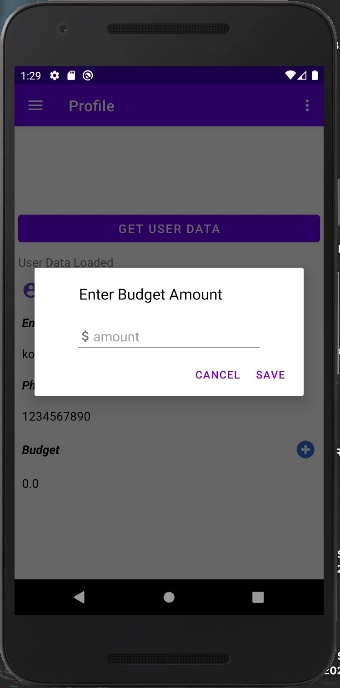 1:29
Profile
GET USER DATA
User Data Loaded
Enter Budget Amount
$ amount
CANCEL SAVE
1234567890
Budget
0.0